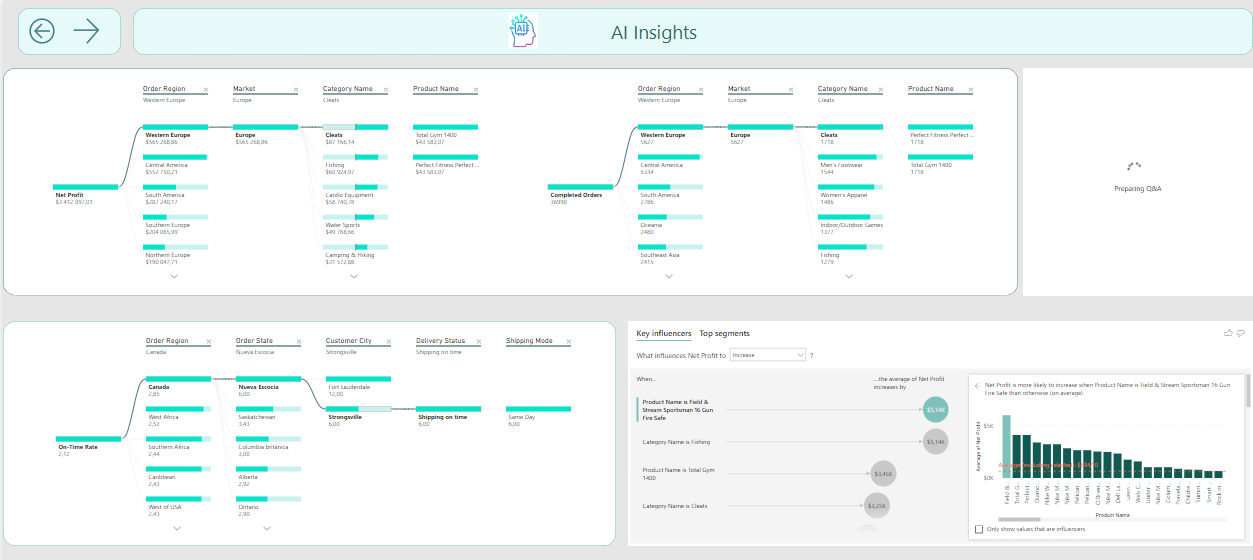 AI
AI Insights
Order Region
Western Europe
Market
Europe
Category Name
Cleats
Product Name
Net Profit
$3 412 097,01
Western Europe
$565 268,86
Central America
$552 750,21
South America
$287 240,17
Southern Europe
$204 065,99
Northern Europe
$190 047,71
Europe
$565 268,86
Cleats
$87 166,14
Fishing
$60 924,97
Cardio Equipment
$58 740,78
Water Sports
$49 768,66
Camping & Hiking
$31 572,88
Total Gym 1400
$43 583,07
Perfect Fitness Perfect ...
$43 583,07
Order Region
Western Europe
Market
Europe
Category Name
Cleats
Product Name
Completed Orders
36990
Western Europe
5627
Central America
5334
South America
2786
Oceania
2480
Southeast Asia
2415
Europe
5627
Cleats
1718
Men's Footwear
1544
Women's Apparel
1486
Indoor/Outdoor Games
1377
Fishing
1279
Perfect Fitness Perfect ...
1718
Total Gym 1400
1718
Preparing Q&A
Order Region
Canada
Order State
Nueva Escocia
Customer City
Strongsville
Delivery Status
Shipping on time
Shipping Mode
On-Time Rate
2,12
Canada
2,85
West Africa
2,52
Southern Africa
2,44
Caribbean
2,43
West of USA
2,43
Nueva Escocia
6,00
Saskatchesan
3,43
Columbia britanica
3,00
Alberta
2,92
Ontario
2,90
Fort Lauderdale
12,00
Strongsville
6,00
Shipping on time
6,00
Same Day
6,00
Key influencers
Top segments
What influences Net Profit to
Increase
?
When...
...the average of Net Profit
increases by
Product Name is Field &
Stream Sportsman 16 Gun
Fire Safe
$5,14K
Category Name is Fishing
$5,14K
Product Name is Total Gym
1400
$3,45K
Category Name is Cleats
$3,25K
Net Profit is more likely to increase when Product Name is Field & Stream Sportsman 16 Gun
Fire Safe than otherwise (on average).
Average of Net Profit
$5K
$0K
Average (excluding selected):
Field &...
Total G...
Perfect...
Diamo...
Nike M...
Nike M...
Nike M...
Pelican...
Pelican...
O'Brien...
Nike M...
Dell La...
Lawn ...
Web C...
Under ...
Nike M...
Colum...
Childre...
Summ...
Smart ...
Rock m...
Product Name
Only show values that are influencers